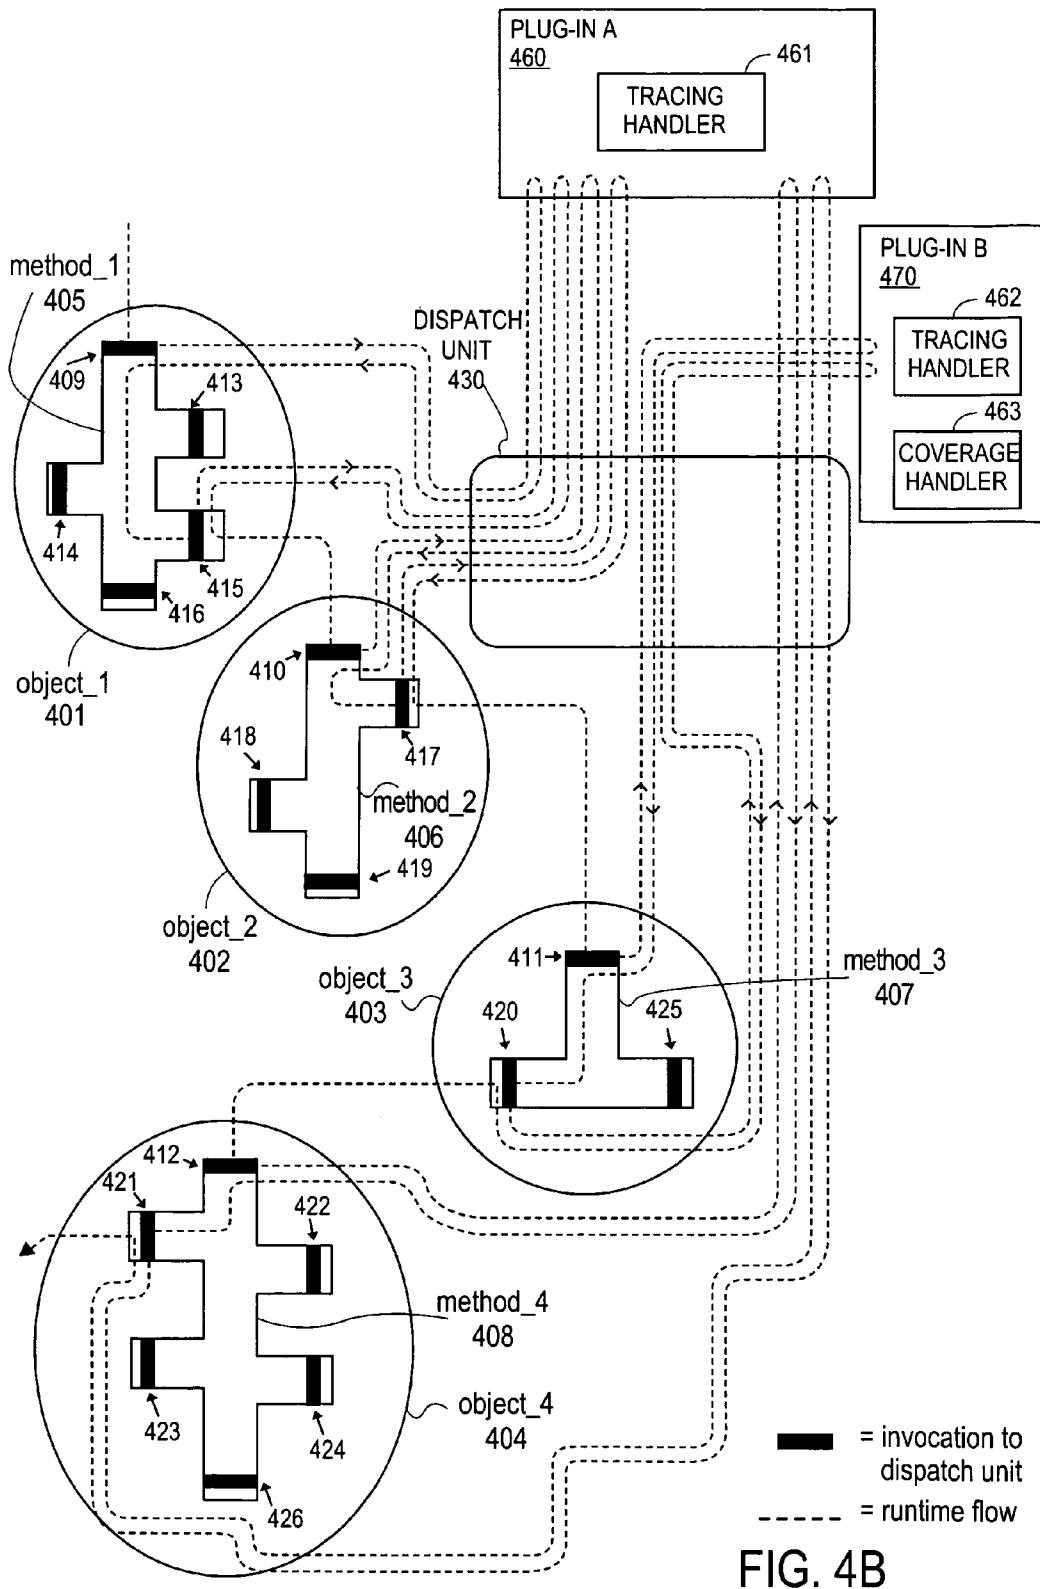 PLUG-IN A
460
461
TRACING
HANDLER
PLUG-IN B
470
462
TRACING
HANDLER
463
COVERAGE
HANDLER
method_1
405
DISPATCH
UNIT
430
409
413
414
415
416
object_1
401
410
418
417
method_2
406
419
object_2
402
411
object_3
403
method_3
407
420
425
412
421
422
method_4
408
423
424
object_4
404
426
= invocation to
dispatch unit
= runtime flow
FIG. 4B